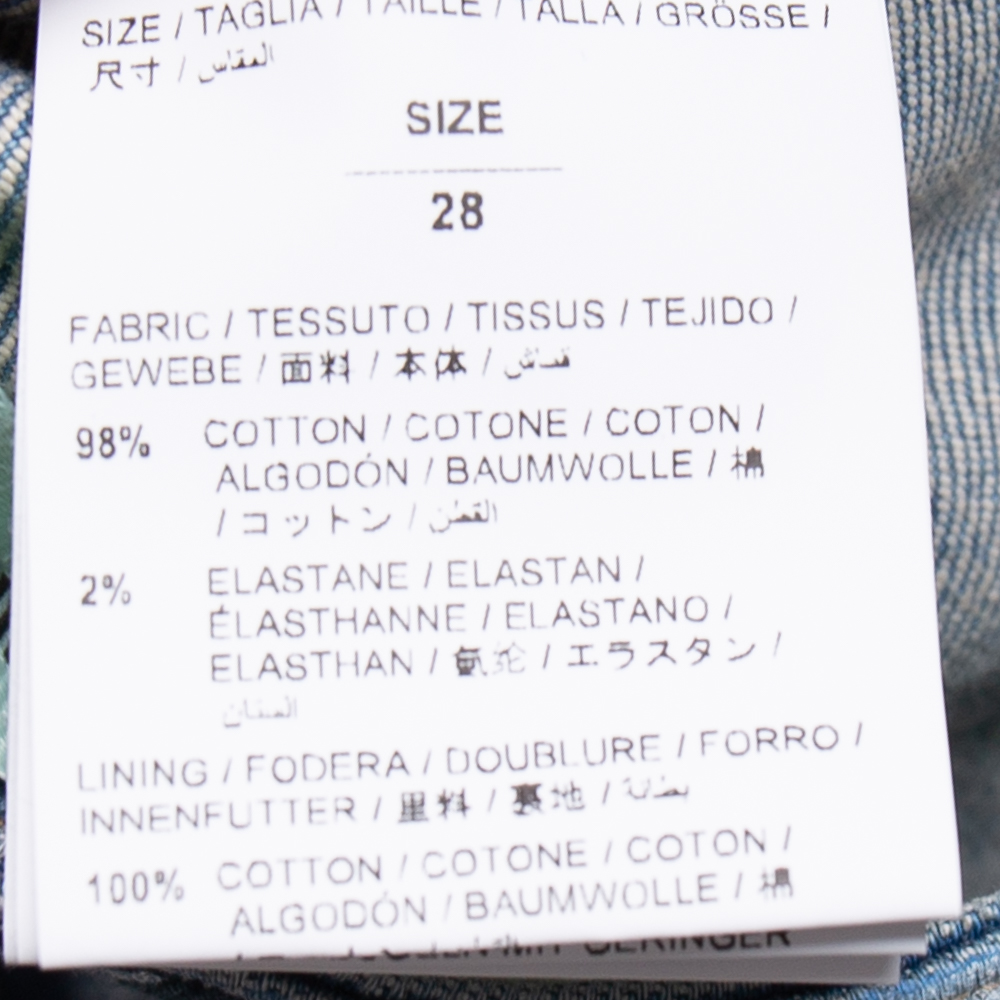 SIZE / TAGLIA / TAILLE / TALLA / GRÖSSE /
尺寸 / المقاس
SIZE
28
FABRIC / TESSUTO / TISSUS / TEJIDO /
GEWEBE / 面料 / 本体 / قماش
98% COTTON / COTONE / COTON /
ALGODÓN / BAUMWOLLE / 棉
/ コットン / القطن
2% ELASTANE / ELASTAN /
ÉLASTHANNE / ELASTANO /
ELASTHAN / 氨纶 / エラスタン /
LINING / FODERA / DOUBLURE / FORRO /
INNENFUTTER / 里料 / 裏地 / بطانة
100% COTTON / COTONE / COTON /
ALGODÓN / BAUMWOLLE / 棉